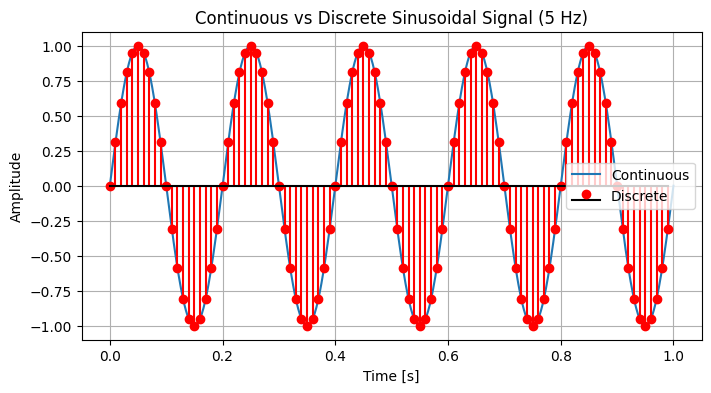 Continuous vs Discrete Sinusoidal Signal (5 Hz)
Amplitude
1.00
0.75
0.50
0.25
0.00
−0.25
−0.50
−0.75
−1.00
Continuous
Discrete
0.0 0.2 0.4 0.6 0.8 1.0
Time [s]